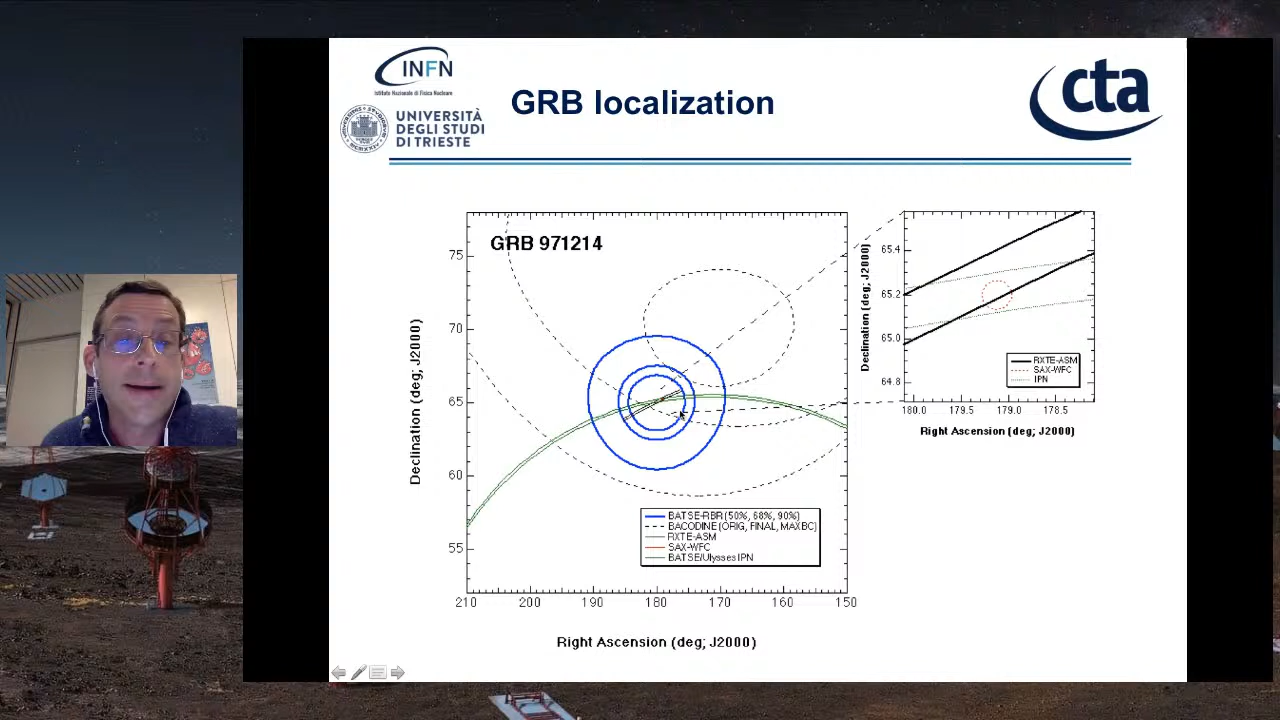 INFN
Istituto Nazionale di Fisica Nucleare
UNIVERSITÀ
DEGLI STUDI
DI TRIESTE
GRB localization
cta
GRB 971214
75
70
65
60
55
210
200
190
180
170
160
150
Declination (deg; J2000)
Right Ascension (deg; J2000)
BATSE-RBR (50%, 68%, 90%)
BACODINE (ORIG, FINAL, MAXBC)
RXTE-ASM
SAX-WFC
BATSE/Ulysses IPN
65.4
65.2
65.0
64.8
180.0
179.5
179.0
178.5
Declination (deg; J2000)
Right Ascension (deg; J2000)
RXTE-ASM
SAX-WFC
IPN